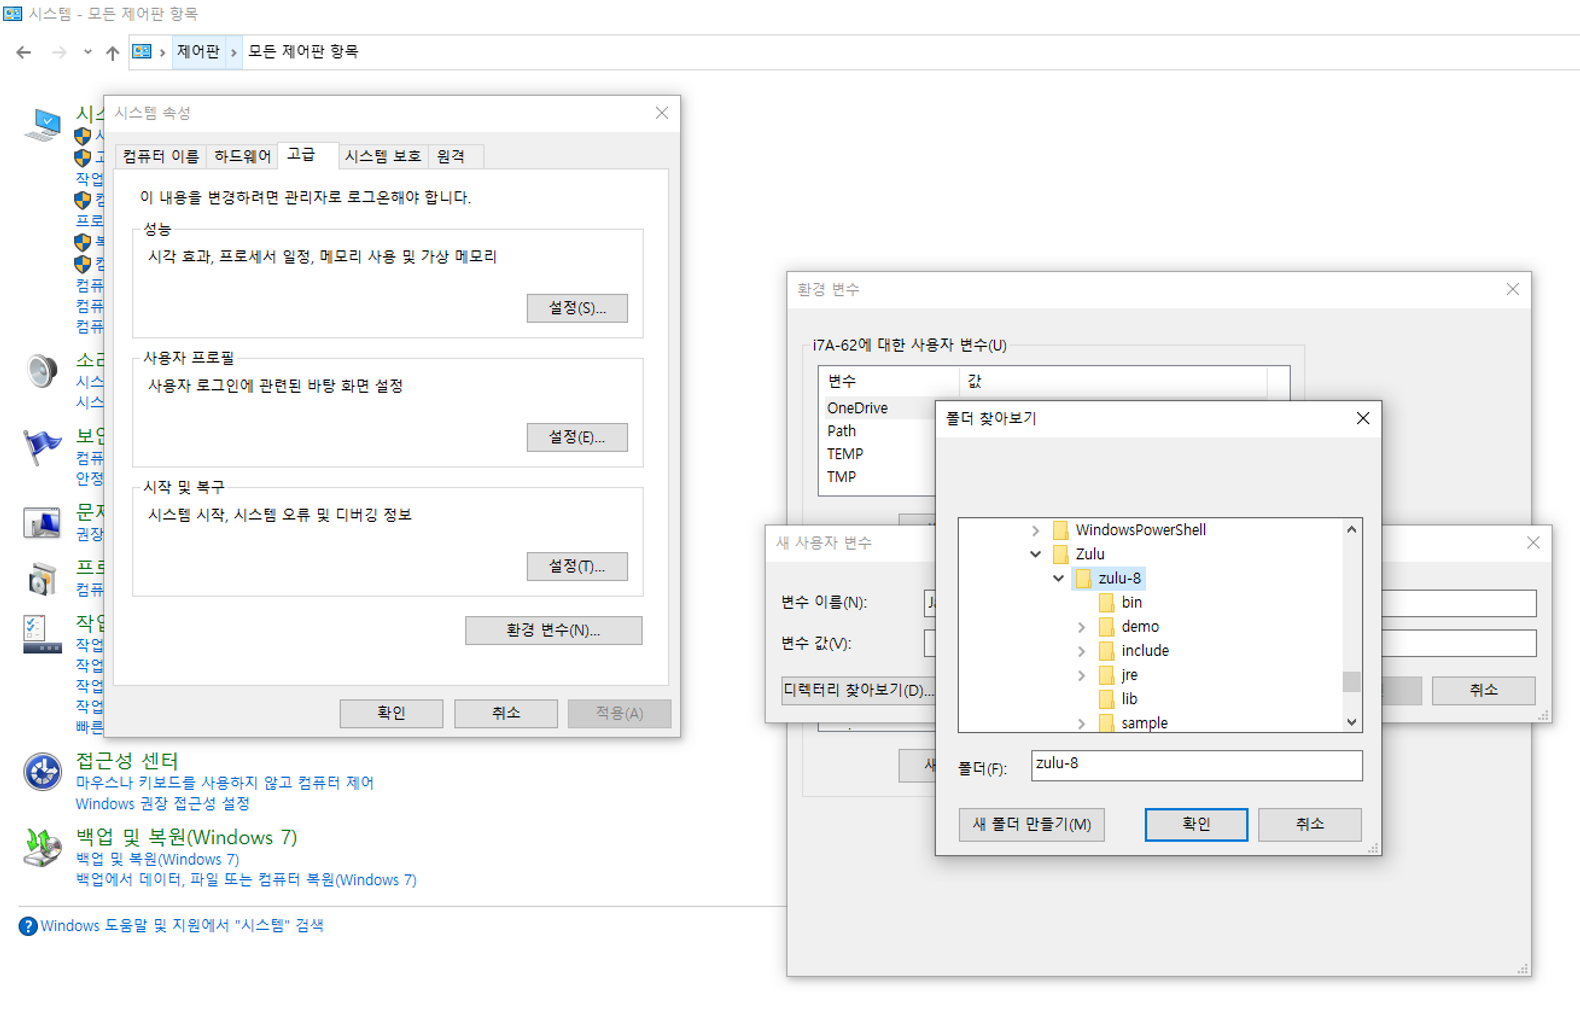 시스템 - 모든 제어판 항목
제어판 > 모든 제어판 항목
시스
작업
프로
컴퓨
컴퓨
컴퓨
소리
시스
시스
보안
컴퓨
안정
문제
권장
프로
컴퓨
작업
작업
작업
작업
작업
빠른
접근성 센터
마우스나 키보드를 사용하지 않고 컴퓨터 제어
Windows 권장 접근성 설정
백업 및 복원(Windows 7)
백업 및 복원(Windows 7)
백업에서 데이터, 파일 또는 컴퓨터 복원(Windows 7)
Windows 도움말 및 지원에서 "시스템" 검색
시스템 속성
컴퓨터 이름 하드웨어 고급 시스템 보호 원격
이 내용을 변경하려면 관리자로 로그온해야 합니다.
성능
시각 효과, 프로세서 일정, 메모리 사용 및 가상 메모리
설정(S)...
사용자 프로필
사용자 로그인에 관련된 바탕 화면 설정
설정(E)...
시작 및 복구
시스템 시작, 시스템 오류 및 디버깅 정보
설정(T)...
환경 변수(N)...
확인 취소 적용(A)
환경 변수
i7A-62에 대한 사용자 변수(U)
변수 값
OneDrive
Path
TEMP
TMP
새
새 사용자 변수
변수 이름(N):
변수 값(V):
디렉터리 찾아보기(D)...
취소
폴더 찾아보기
WindowsPowerShell
Zulu
zulu-8
bin
demo
include
jre
lib
sample
폴더(F): zulu-8
새 폴더 만들기(M) 확인 취소